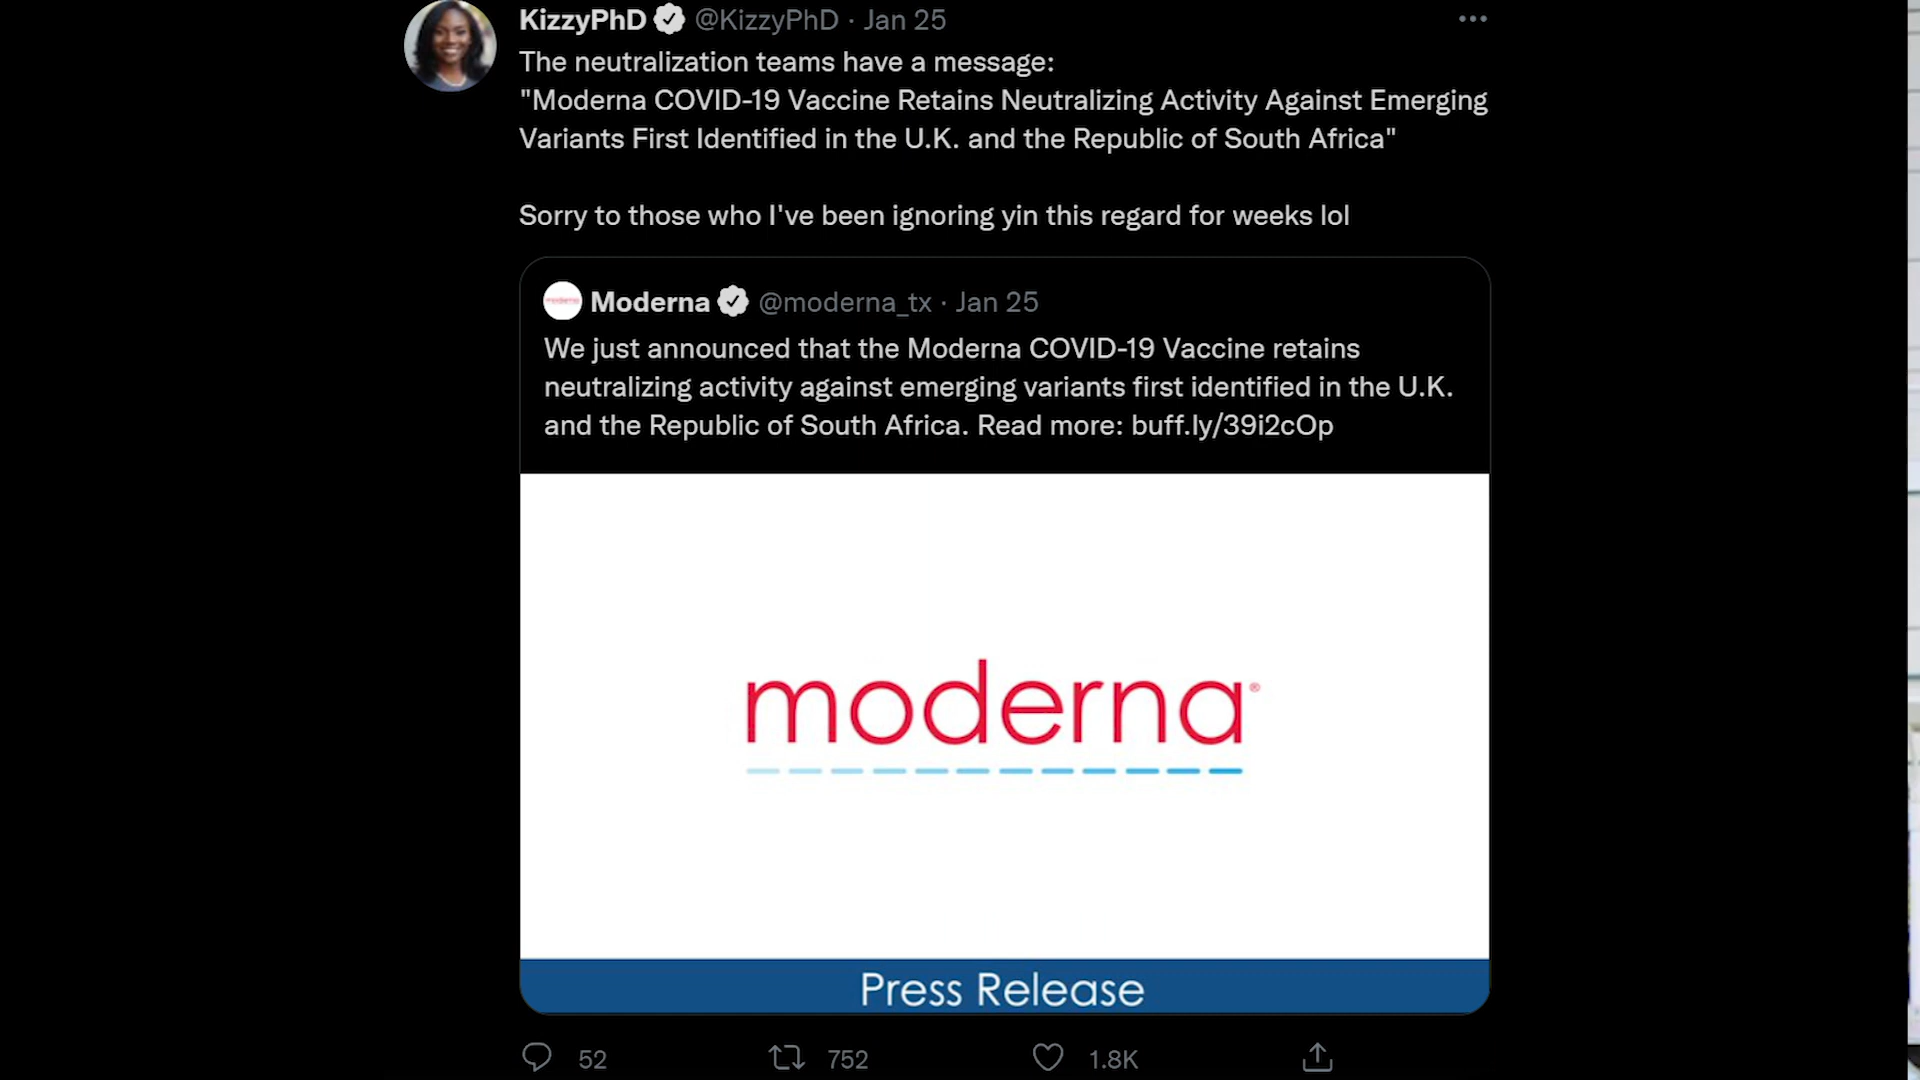 KizzyPhD @KizzyPhD · Jan 25
The neutralization teams have a message:
"Moderna COVID-19 Vaccine Retains Neutralizing Activity Against Emerging
Variants First Identified in the U.K. and the Republic of South Africa"
Sorry to those who I've been ignoring yin this regard for weeks lol
Moderna @moderna_tx · Jan 25
We just announced that the Moderna COVID-19 Vaccine retains
neutralizing activity against emerging variants first identified in the U.K.
and the Republic of South Africa. Read more: buff.ly/39i2cOp
moderna®
Press Release
52 752 1.8K